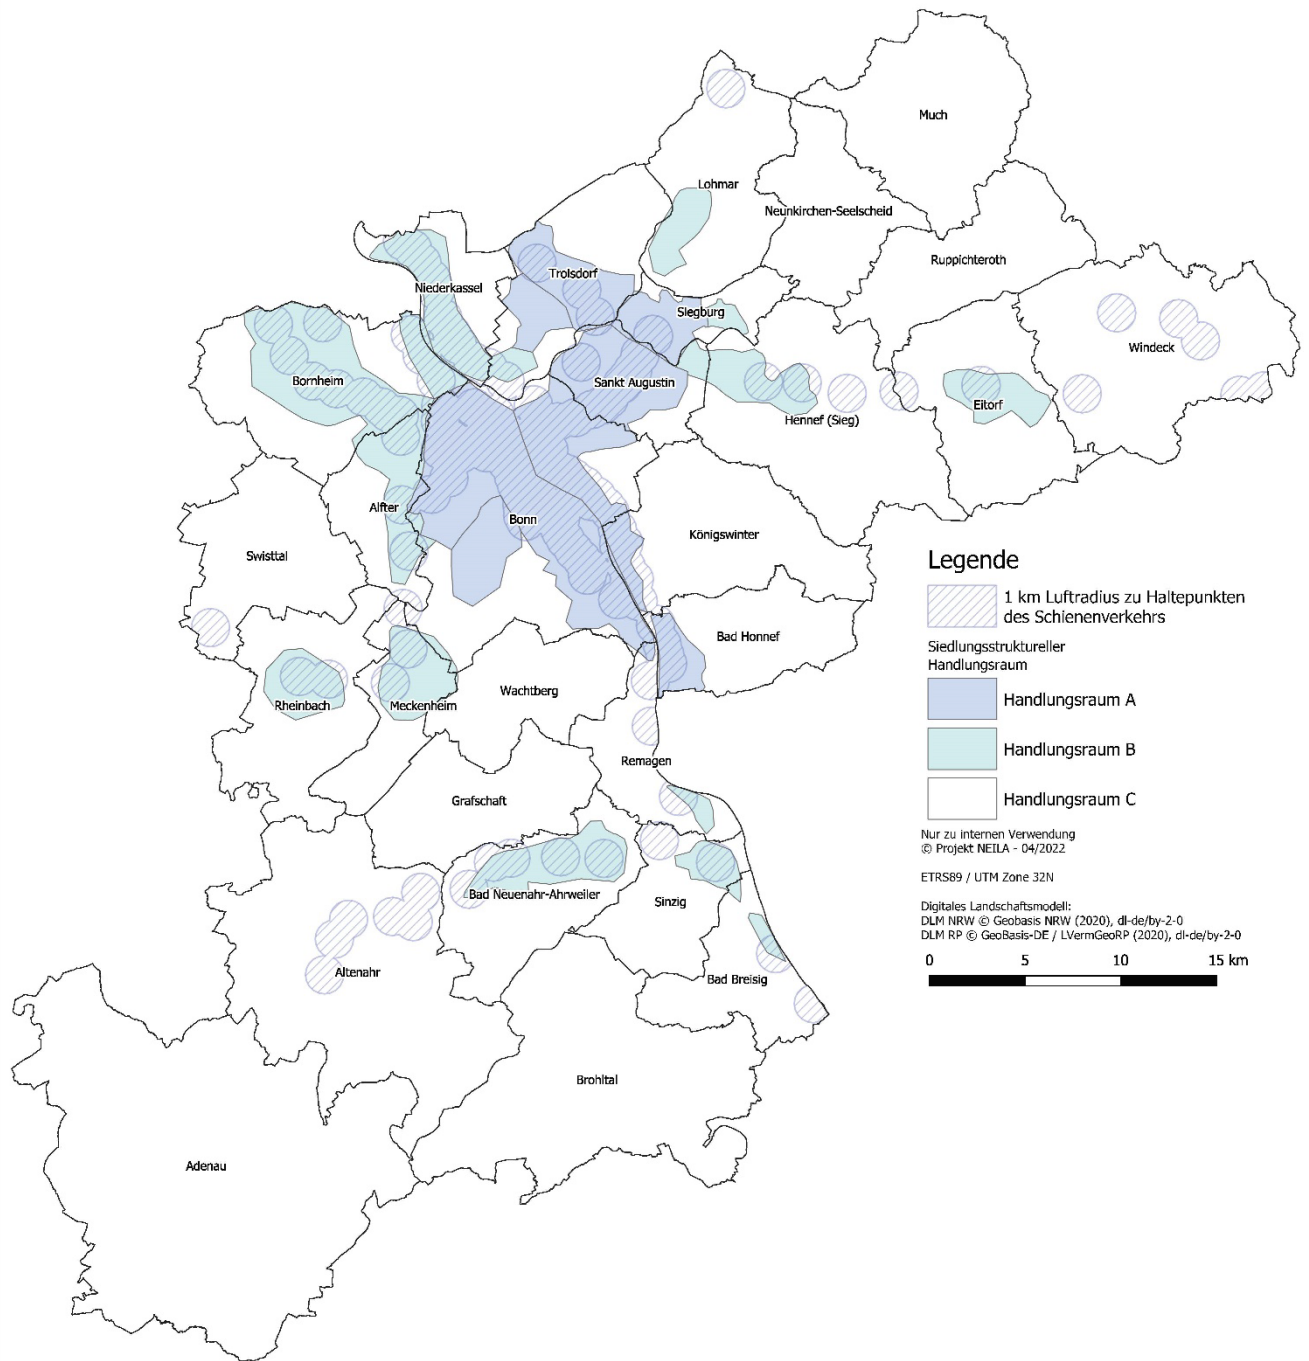 Much
Lohmar
Neunkirchen-Seelscheid
Ruppichteroth
Trolsdorf
Niederkassel
Siegburg
Windeck
Bornheim
Sankt Augustin
Eitorf
Hennef (Sieg)
Alfter
Bonn
Königswinter
Swisttal
Bad Honnef
Wachtberg
Rheinbach
Meckenheim
Remagen
Grafschaft
Bad Neuenahr-Ahrweiler
Sinzig
Altenahr
Bad Breisig
Brohltal
Adenau
Legende
1 km Luftradius zu Haltepunkten
des Schienenverkehrs
Siedlungsstruktureller
Handlungsraum
Handlungsraum A
Handlungsraum B
Handlungsraum C
Nur zu internen Verwendung
© Projekt NEILA - 04/2022
ETRS89 / UTM Zone 32N
Digitales Landschaftsmodell:
DLM NRW © Geobasis NRW (2020), dl-de/by-2-0
DLM RP © GeoBasis-DE / LVermGeoRP (2020), dl-de/by-2-0
0 5 10 15 km